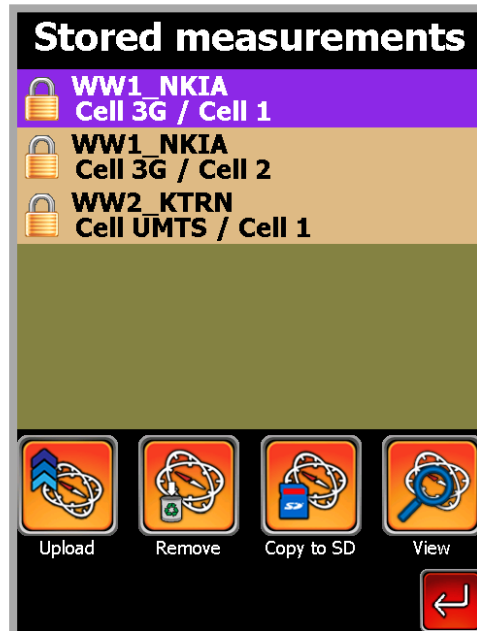 Stored measurements
WW1_NKIA
Cell 3G / Cell 1
WW1_NKIA
Cell 3G / Cell 2
WW2_KTRN
Cell UMTS / Cell 1
Upload Remove Copy to SD View